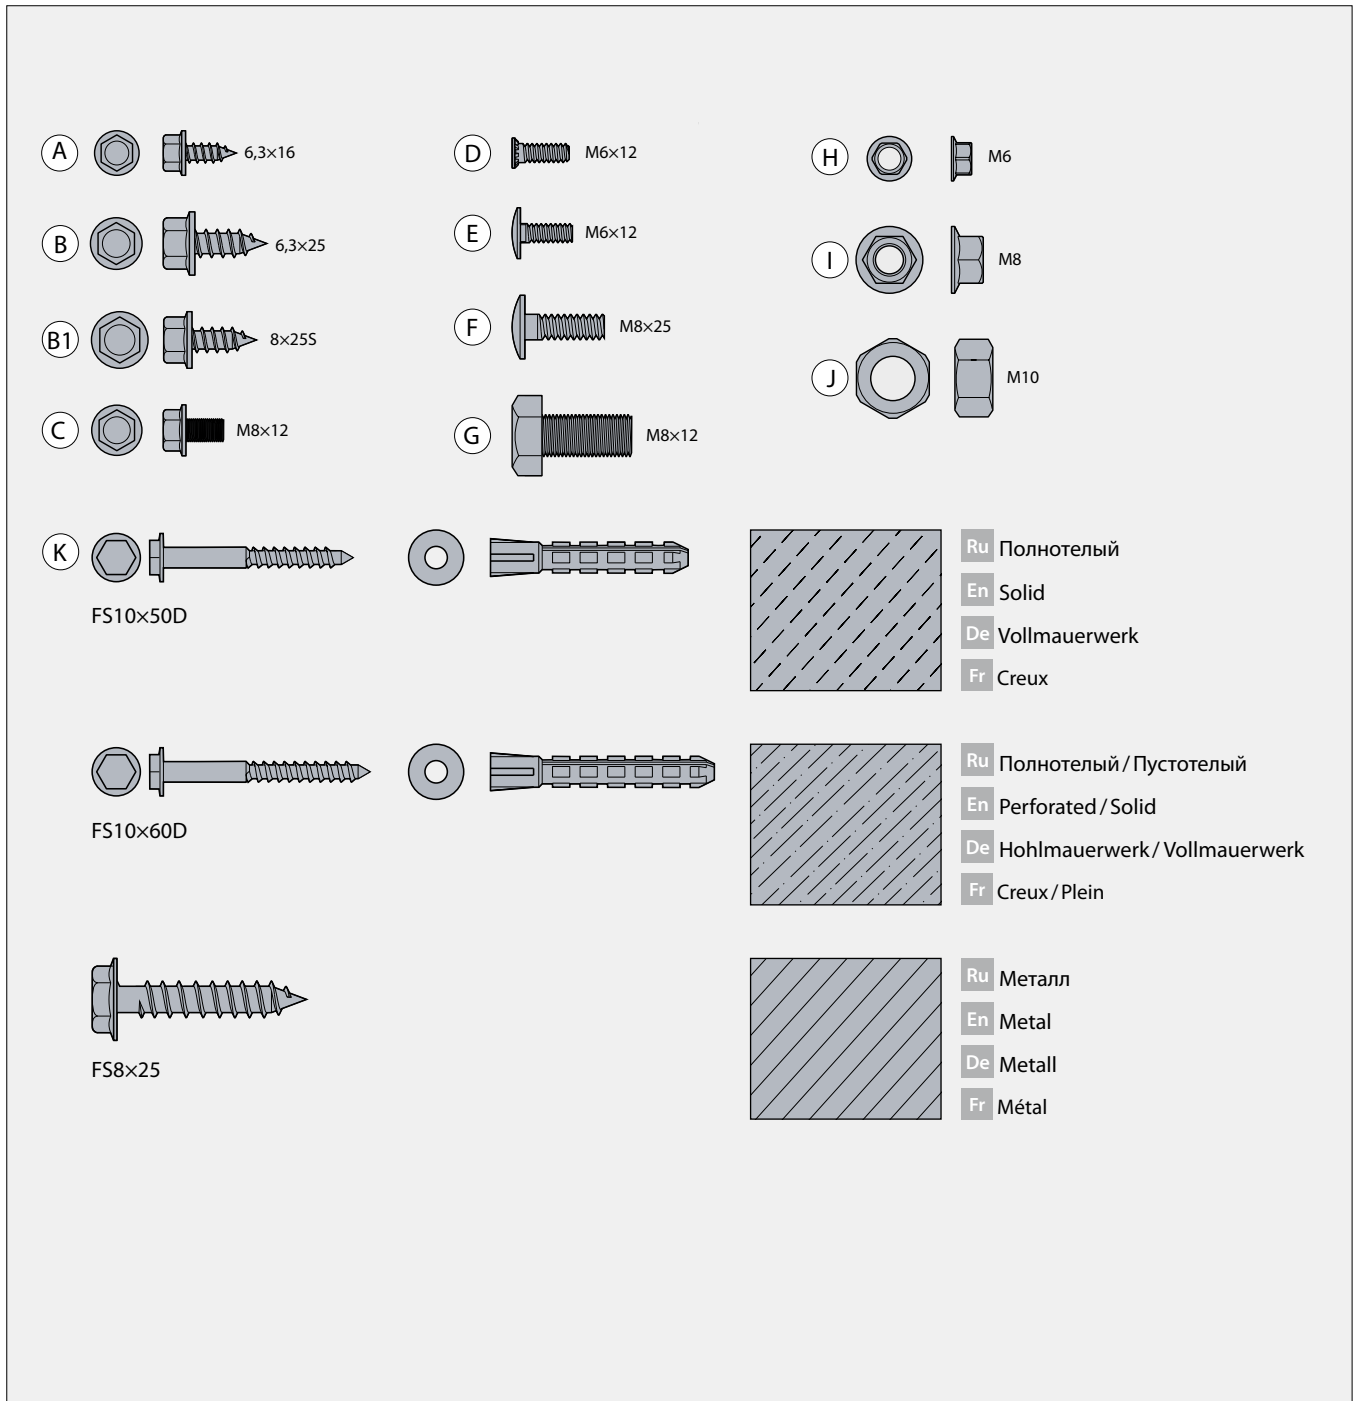 A 6,3×16
B 6,3×25
B1 8×25S
C M8×12
D M6×12
E M6×12
F M8×25
G M8×12
H M6
I M8
J M10
K
FS10×50D
Ru Полнотелый
En Solid
De Vollmauerwerk
Fr Creux
FS10×60D
Ru Полнотелый / Пустотелый
En Perforated / Solid
De Hohlmauerwerk / Vollmauerwerk
Fr Creux / Plein
FS8×25
Ru Металл
En Metal
De Metall
Fr Métal